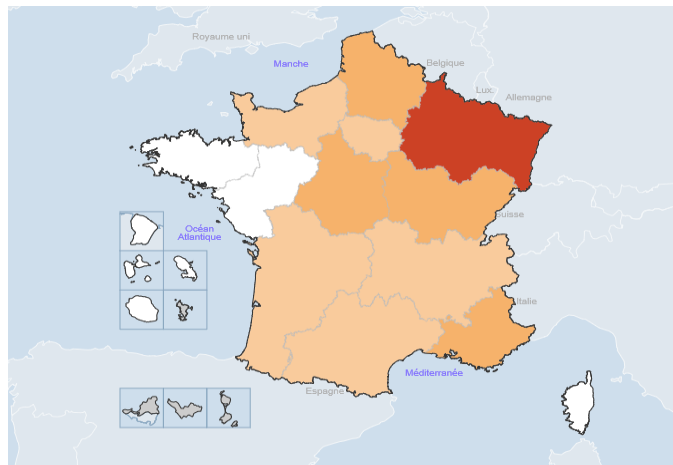 Royaume uni
Manche
Belgique
Lux.
Allemagne
Suisse
Océan
Atlantique
Italie
Méditerranée
Espagne